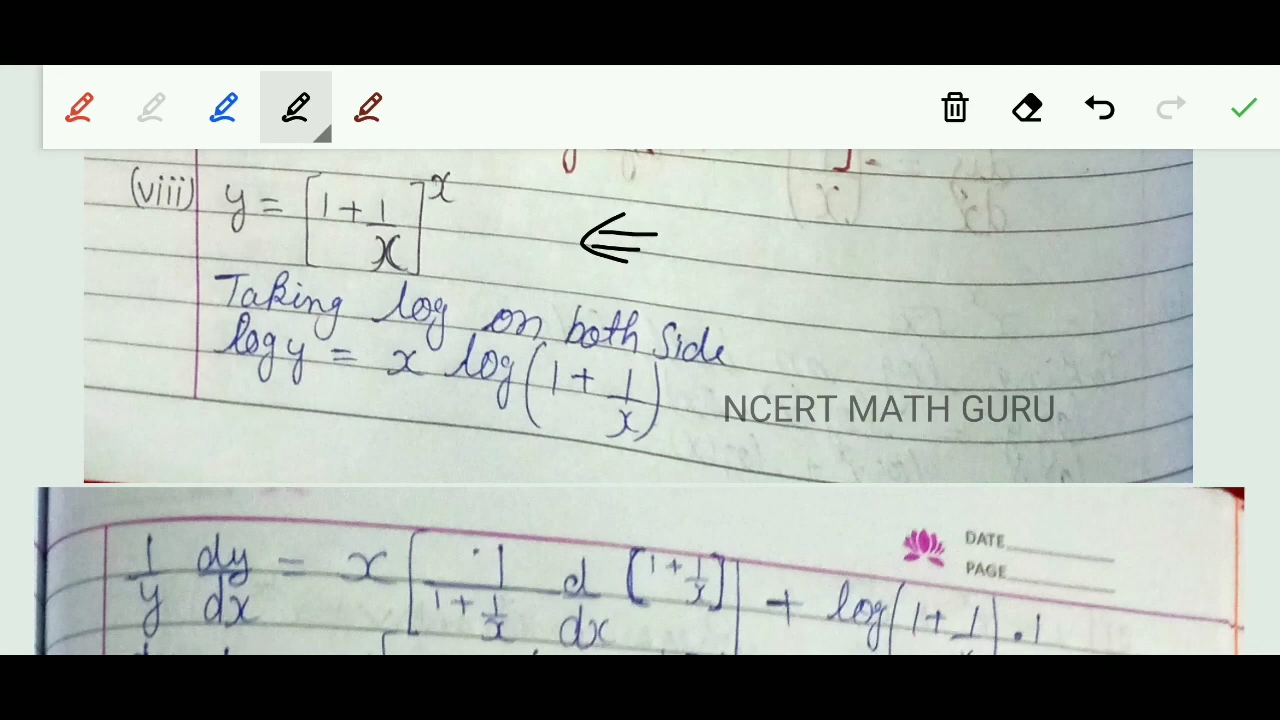 (viii) y = [1 + 1/x]^x
Taking log on both Side
log y = x log(1 + 1/x)
NCERT MATH GURU
DATE
PAGE
1/y dy/dx = x [1/(1 + 1/x) d/dx [1 + 1/x]] + log(1 + 1/x) . 1